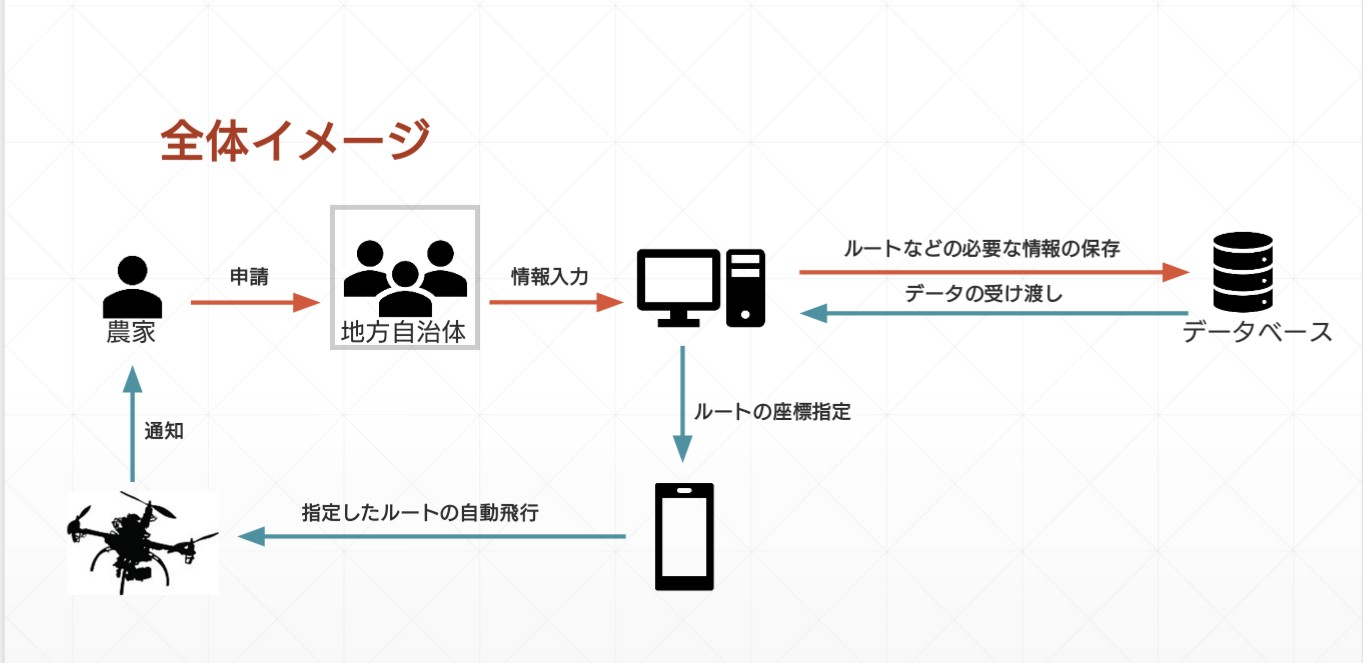 全体イメージ
ルートなどの必要な情報の保存
申請
情報入力
データの受け渡し
農家
地方自治体
データベース
ルートの座標指定
通知
指定したルートの自動飛行